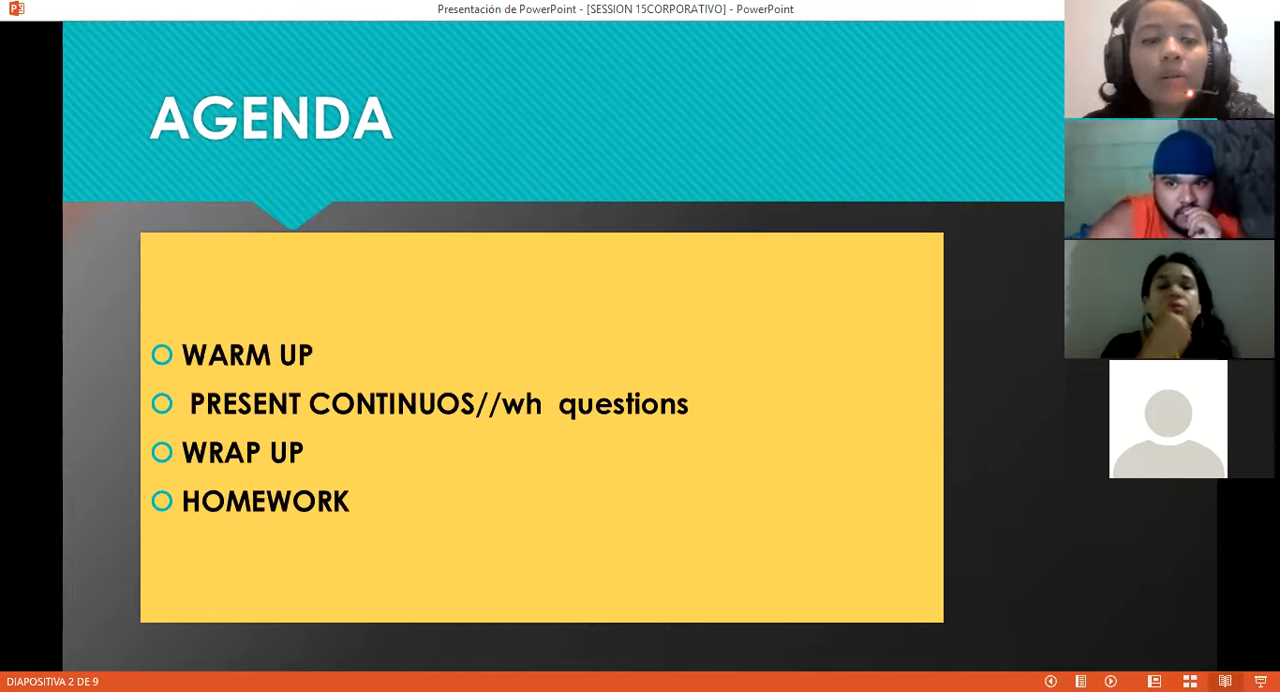 Presentación de PowerPoint - [SESSION 15CORPORATIVO] - PowerPoint
AGENDA
WARM UP
PRESENT CONTINUOS//wh questions
WRAP UP
HOMEWORK
DIAPOSITIVA 2 DE 9